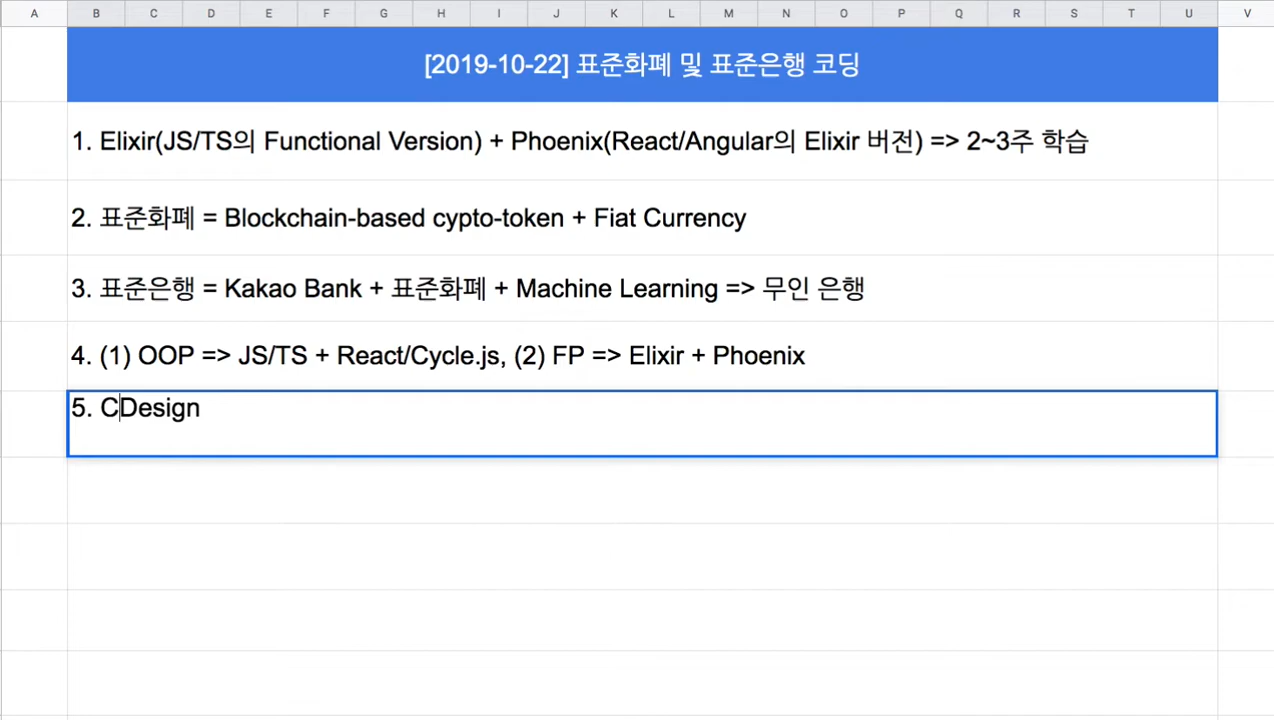 A B C D E F G H I J K L M N O P Q R S T U V
[2019-10-22] 표준화폐 및 표준은행 코딩
1. Elixir(JS/TS의 Functional Version) + Phoenix(React/Angular의 Elixir 버전) => 2~3주 학습
2. 표준화폐 = Blockchain-based cypto-token + Fiat Currency
3. 표준은행 = Kakao Bank + 표준화폐 + Machine Learning => 무인 은행
4. (1) OOP => JS/TS + React/Cycle.js, (2) FP => Elixir + Phoenix
5. CDesign